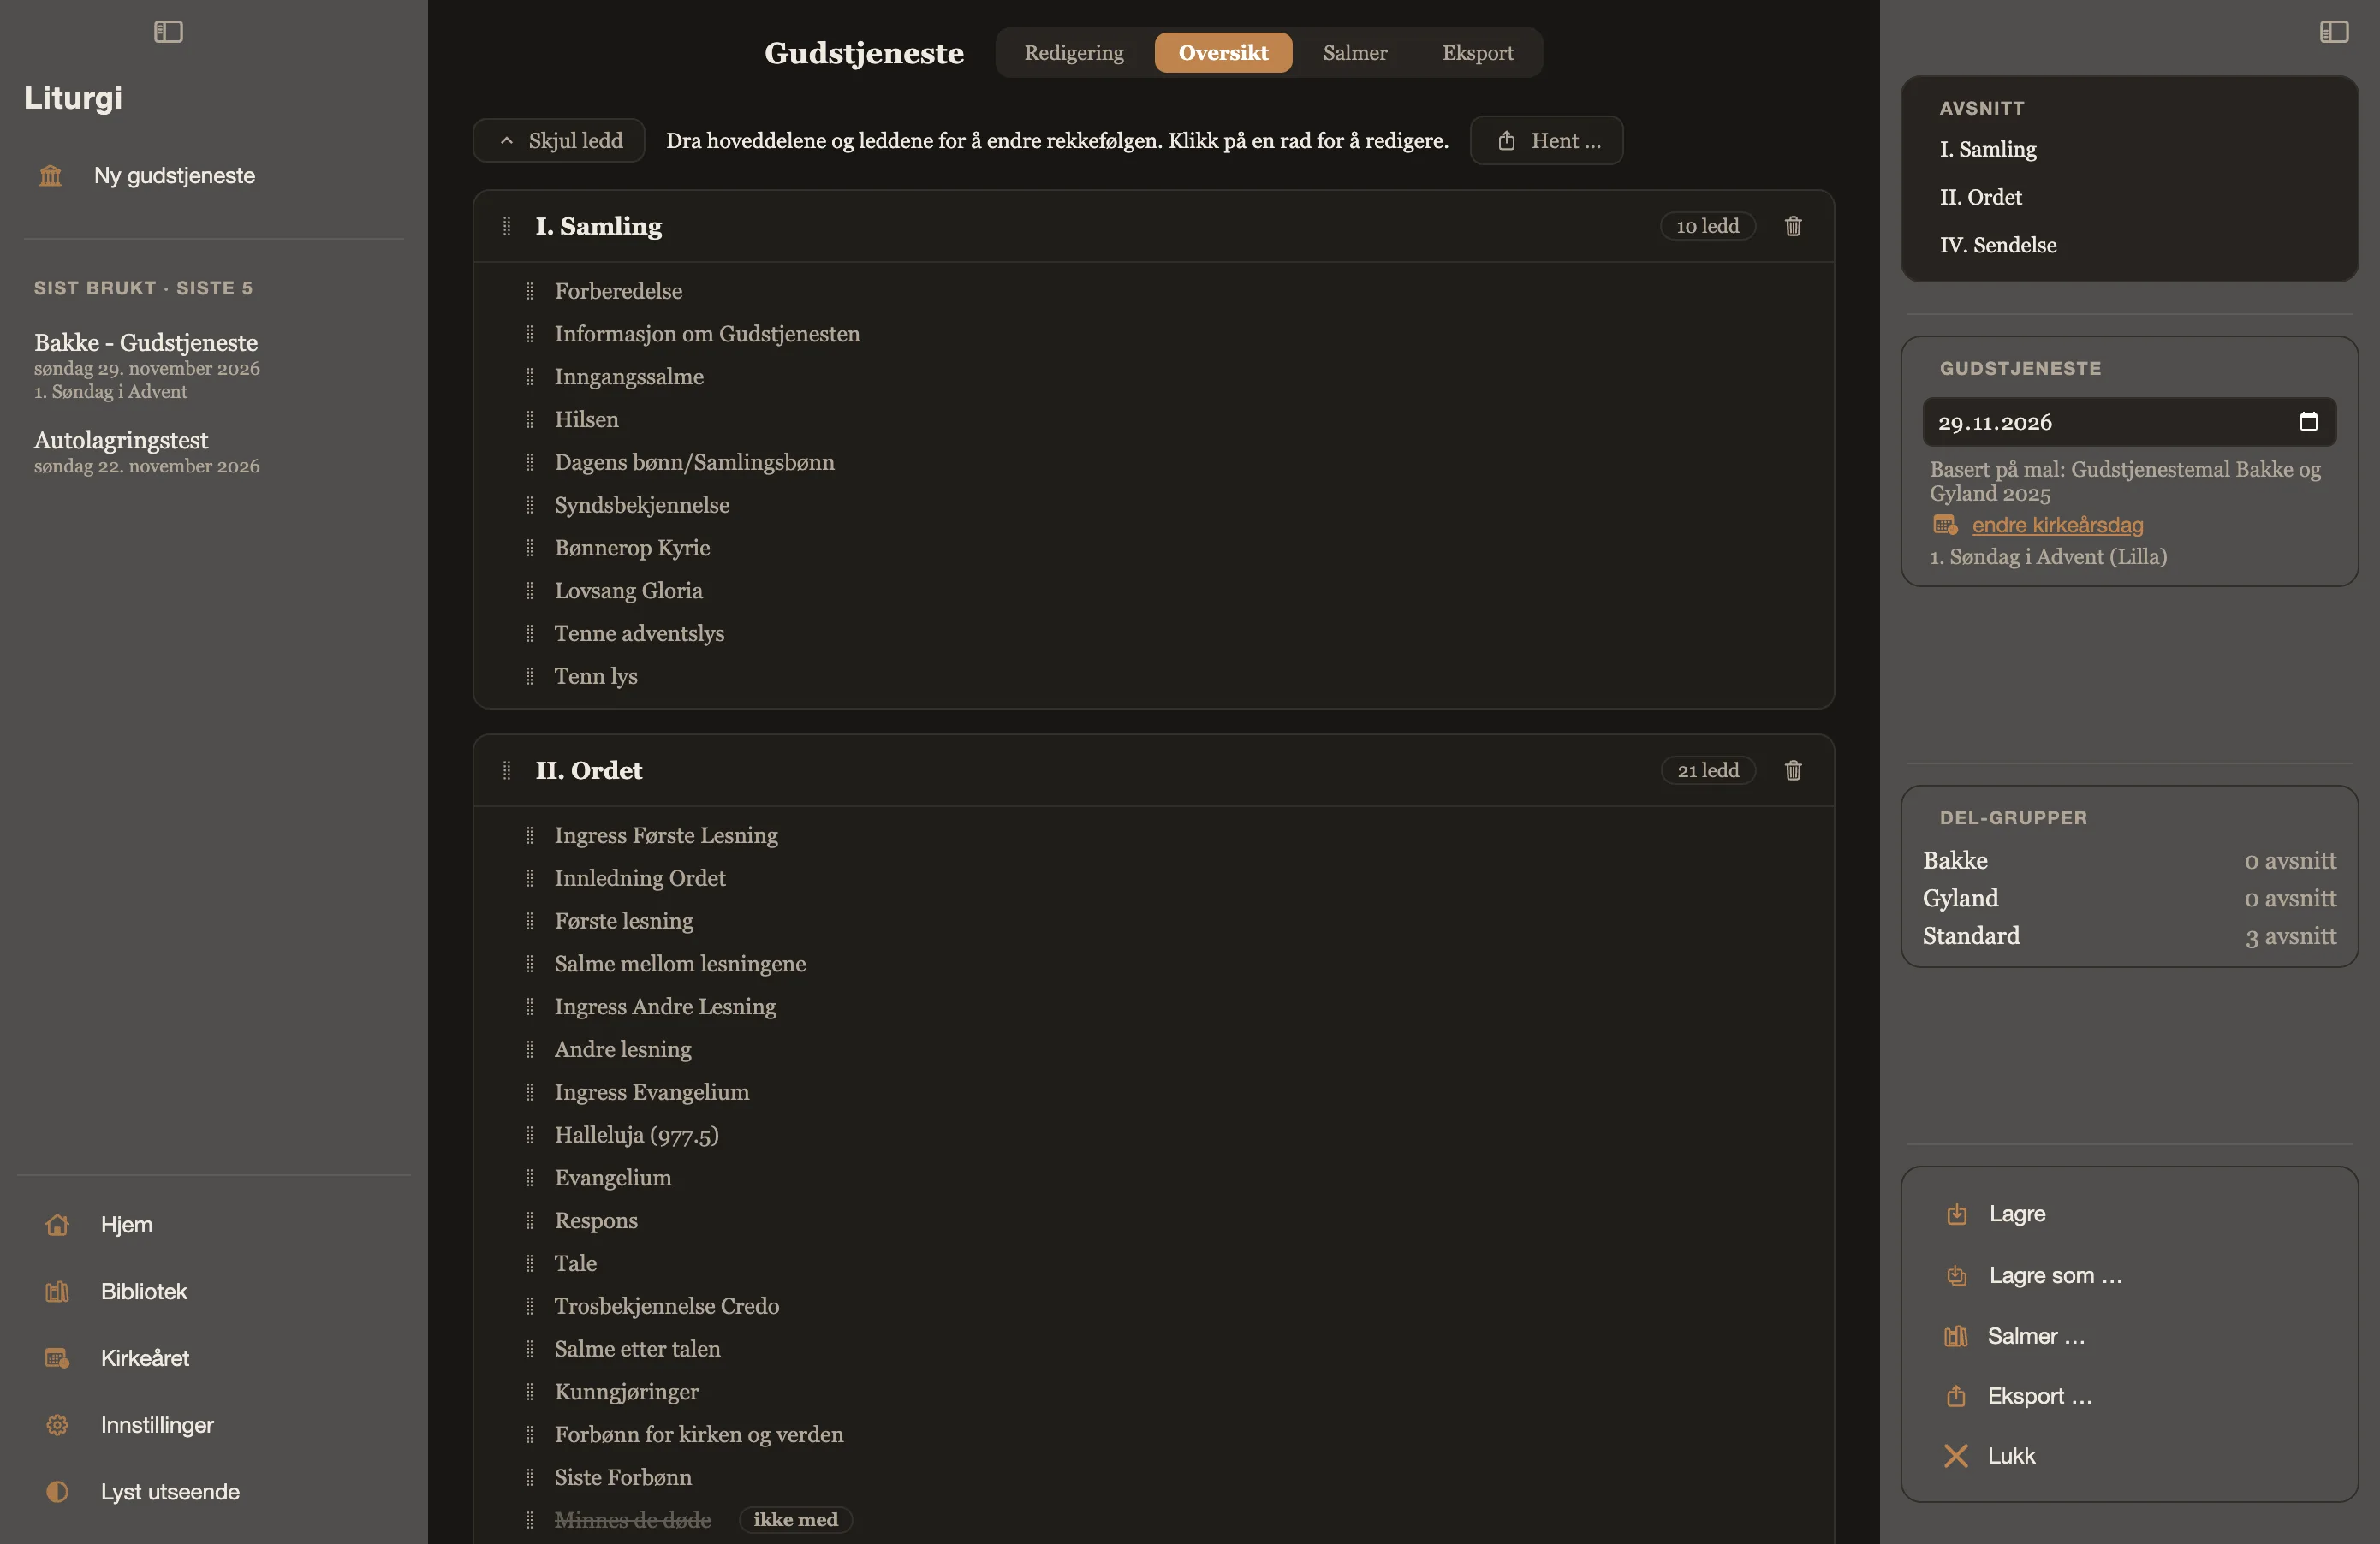 Liturgi
Ny gudstjeneste
SIST BRUKT · SISTE 5
Bakke - Gudstjeneste
søndag 29. november 2026
1. Søndag i Advent
Autolagringstest
søndag 22. november 2026
Hjem
Bibliotek
Kirkeåret
Innstillinger
Lyst utseende
Gudstjeneste
Redigering
Oversikt
Salmer
Eksport
Skjul ledd
Dra hoveddelene og leddene for å endre rekkefølgen. Klikk på en rad for å redigere.
Hent ...
I. Samling
10 ledd
Forberedelse
Informasjon om Gudstjenesten
Inngangssalme
Hilsen
Dagens bønn/Samlingsbønn
Syndsbekjennelse
Bønnerop Kyrie
Lovsang Gloria
Tenne adventslys
Tenn lys
II. Ordet
21 ledd
Ingress Første Lesning
Innledning Ordet
Første lesning
Salme mellom lesningene
Ingress Andre Lesning
Andre lesning
Ingress Evangelium
Halleluja (977.5)
Evangelium
Respons
Tale
Trosbekjennelse Credo
Salme etter talen
Kunngjøringer
Forbønn for kirken og verden
Siste Forbønn
Minnes de døde
ikke med
AVSNITT
I. Samling
II. Ordet
IV. Sendelse
GUDSTJENESTE
29.11.2026
Basert på mal: Gudstjenestemal Bakke og
Gyland 2025
endre kirkeårsdag
1. Søndag i Advent (Lilla)
DEL-GRUPPER
Bakke 0 avsnitt
Gyland 0 avsnitt
Standard 3 avsnitt
Lagre
Lagre som ...
Salmer ...
Eksport ...
Lukk